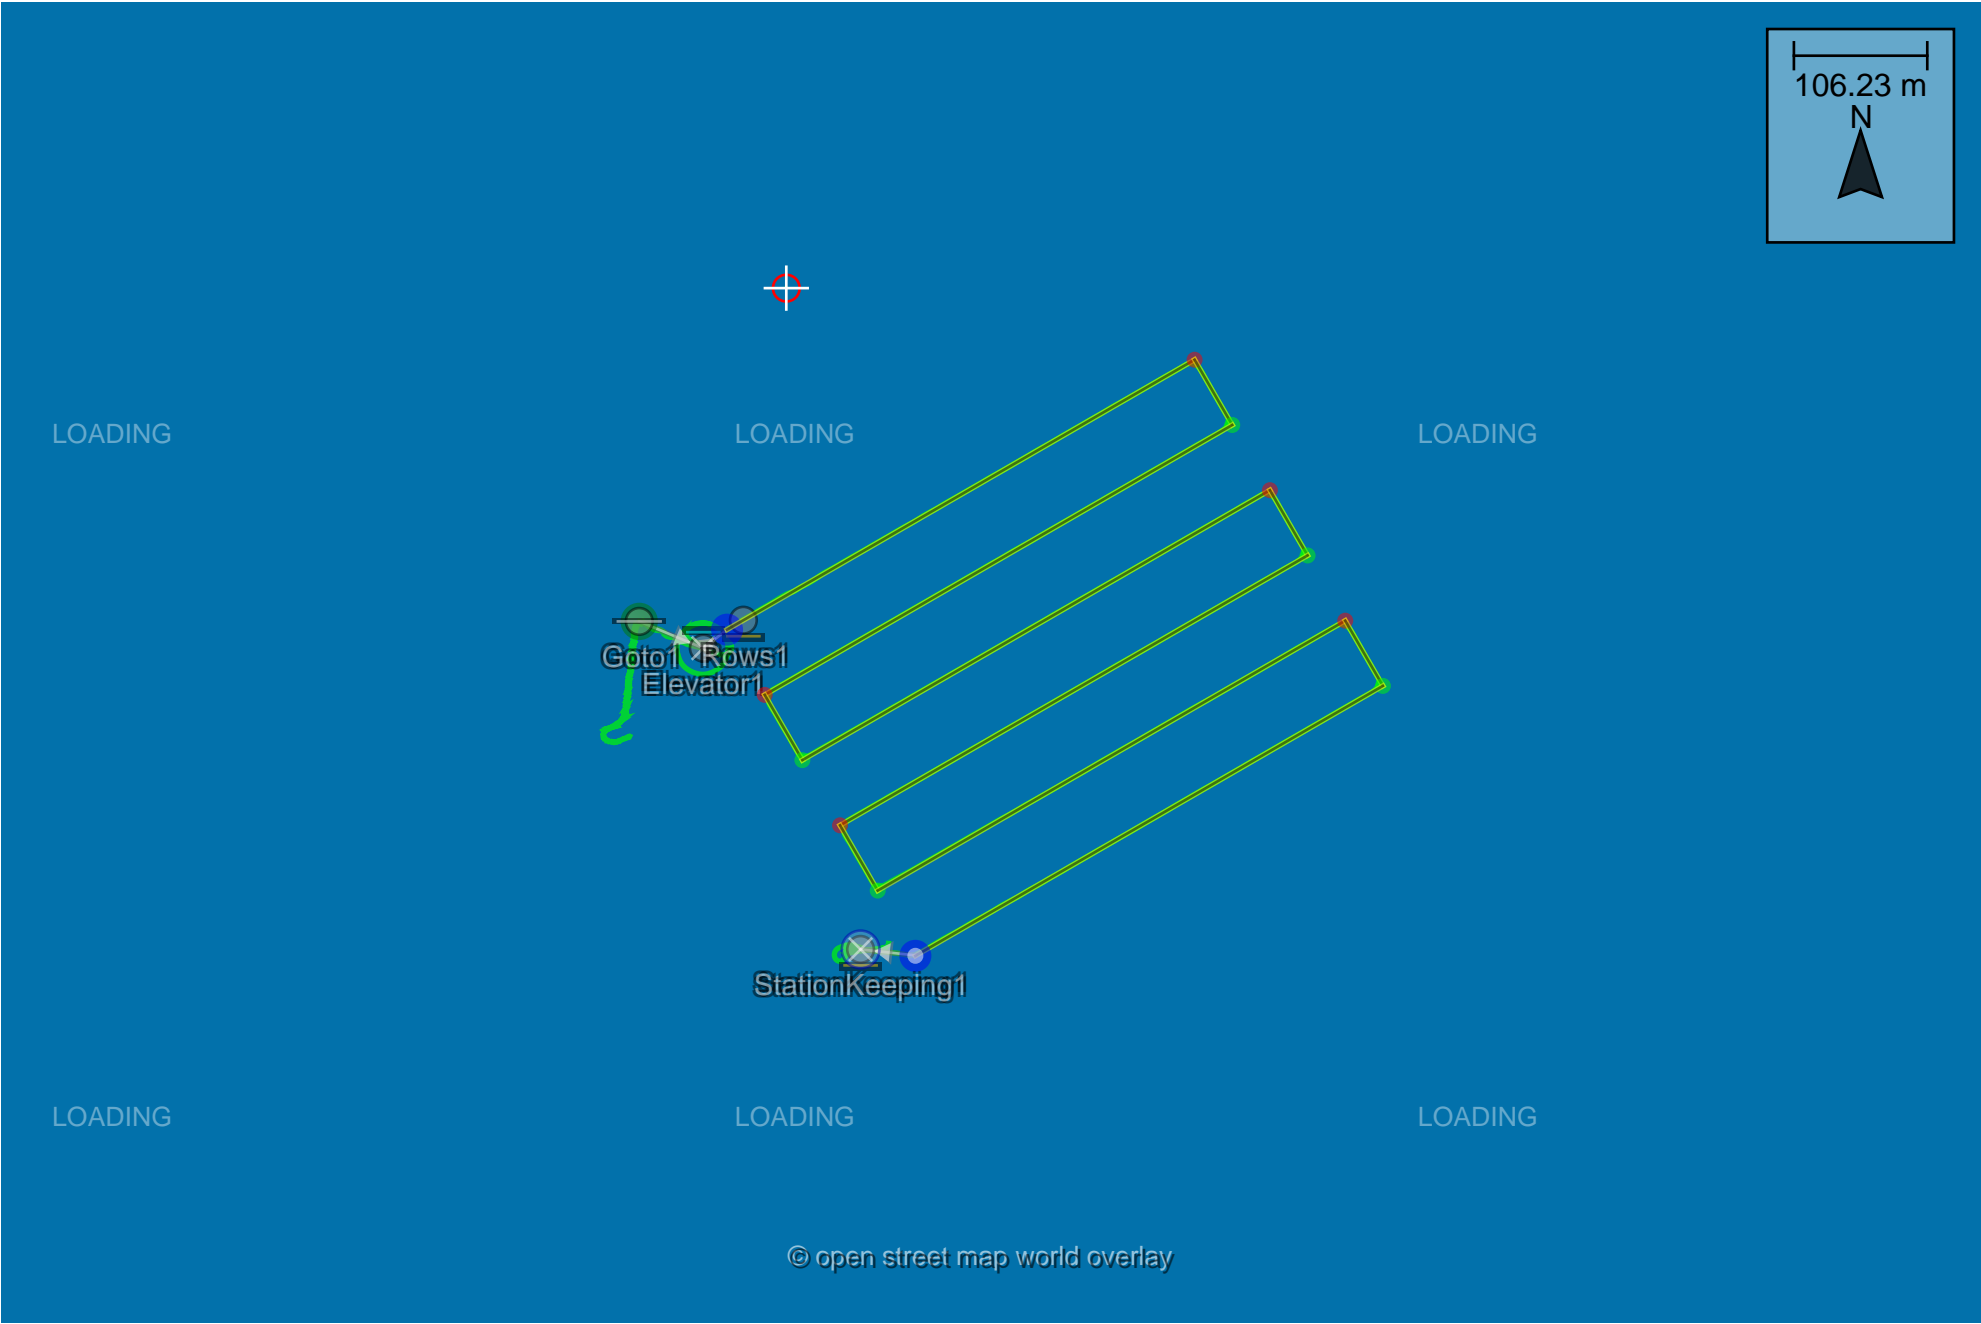 106.23 m
N
LOADING
LOADING
LOADING
Goto1
Rows1
Elevator1
StationKeeping1
LOADING
LOADING
LOADING
© open street map world overlay